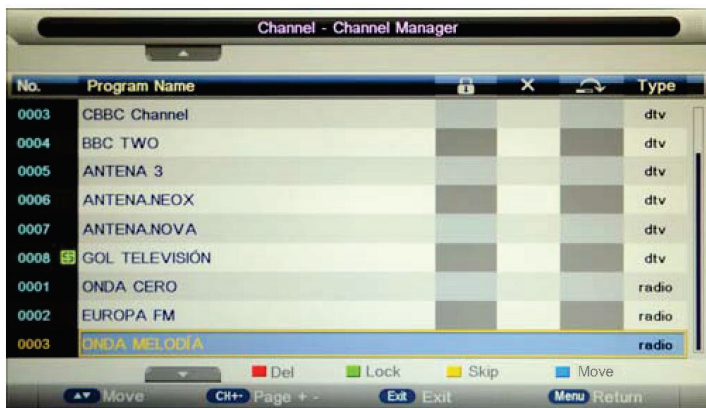 Channel - Channel Manager
No. Program Name Type
0003 CBBC Channel dtv
0004 BBC TWO dtv
0005 ANTENA 3 dtv
0006 ANTENA.NEOX dtv
0007 ANTENA.NOVA dtv
0008 $ GOL TELEVISIÓN dtv
0001 ONDA CERO radio
0002 EUROPA FM radio
0003 ONDA MELODÍA radio
Del Lock Skip Move
Move CH+- Page + - Exit Exit Menu Return